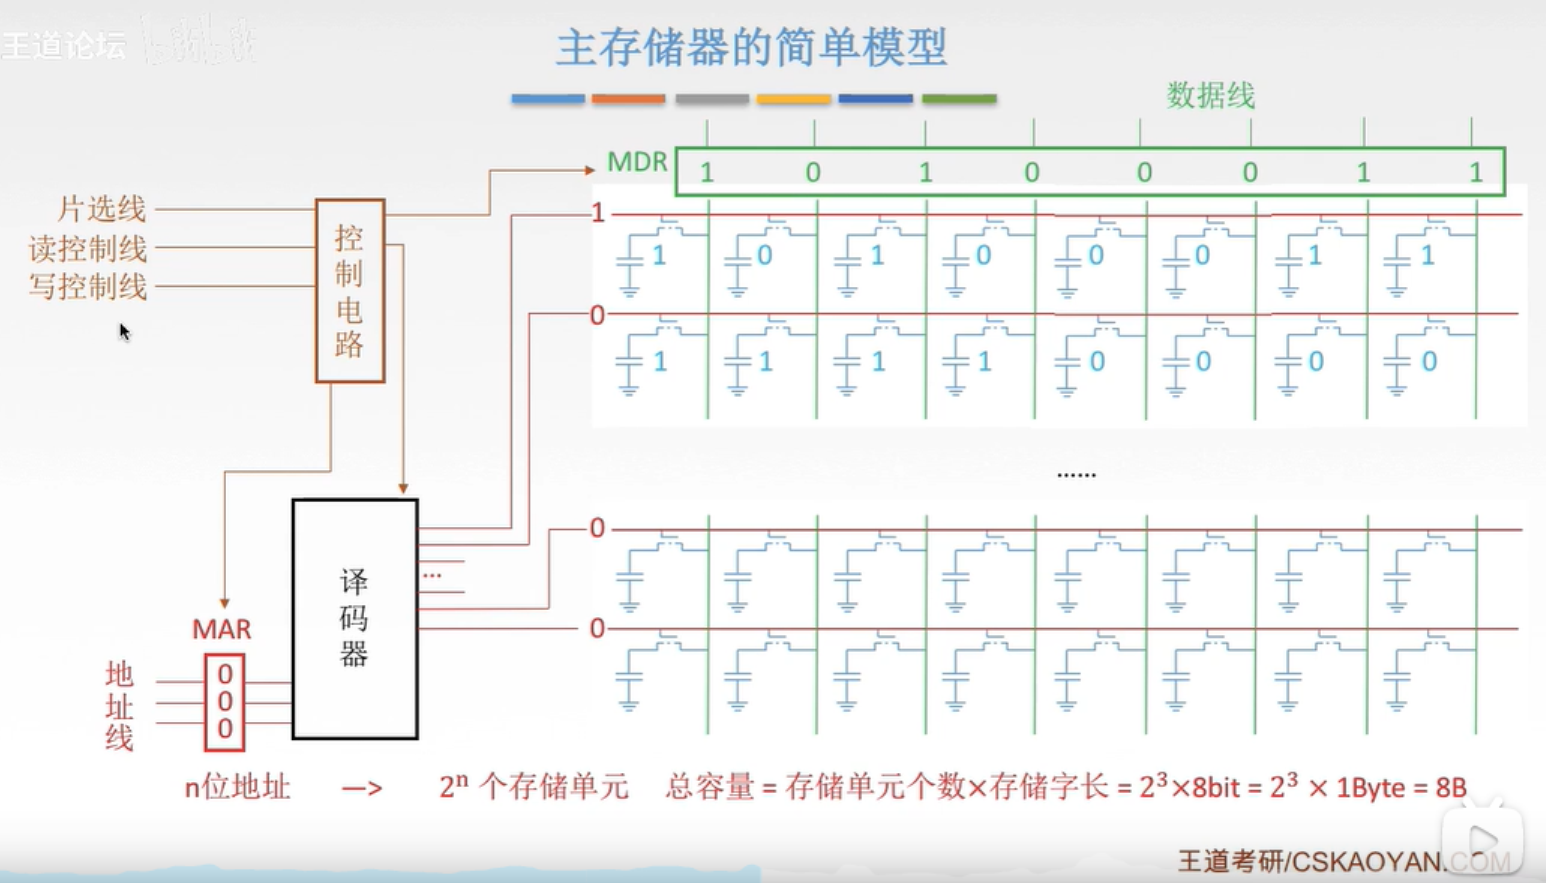 王道论坛 bilibili
主存储器的简单模型
数据线
MDR 1 0 1 0 0 0 1 1
片选线
读控制线
写控制线
控制电路
1
1 0 1 0 0 0 1 1
0
1 1 1 1 0 0 0 0
......
0
0
译码器
...
MAR
地址线
0
0
0
n位地址 —> 2ⁿ 个存储单元 总容量 = 存储单元个数×存储字长 = 2³×8bit = 2³ × 1Byte = 8B
王道考研/CSKAOYAN.COM